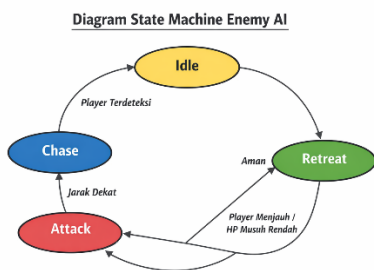 Diagram State Machine Enemy AI
Idle
Player Terdeteksi
Chase
Aman
Retreat
Jarak Dekat
Player Menjauh /
HP Musuh Rendah
Attack